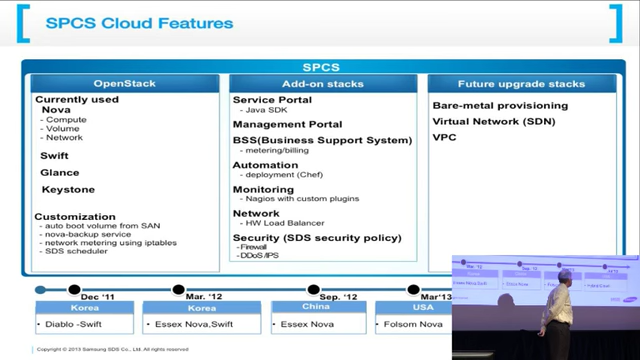 SPCS Cloud Features
SPCS
OpenStack
Currently used
Nova
- Compute
- Volume
- Network
Swift
Glance
Keystone
Customization
- auto boot volume from SAN
- nova-backup service
- network metering using iptables
- SDS scheduler
Add-on stacks
Service Portal
- Java SDK
Management Portal
BSS(Business Support System)
- metering/billing
Automation
- deployment (Chef)
Monitoring
- Nagios with custom plugins
Network
- HW Load Balancer
Security (SDS security policy)
- Firewall
- DDoS /IPS
Future upgrade stacks
Bare-metal provisioning
Virtual Network (SDN)
VPC
Dec '11
Mar. '12
Sep. '12
Mar'13
Korea
Korea
China
USA
• Diablo -Swift
• Essex Nova,Swift
• Essex Nova
• Folsom Nova
Copyright © 2013 Samsung SDS Co., Ltd. All rights reserved